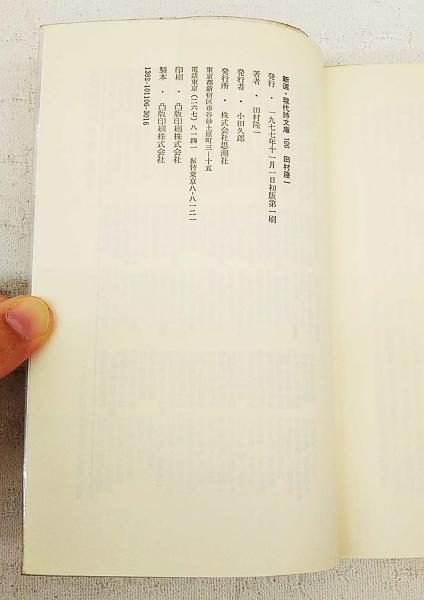 新選・現代詩文庫 106 田村隆一
発行・一九七七年十一月一日初版第一刷
著者・田村隆一
発行者・小田久郎
発行所・株式会社思潮社
東京都新宿区市谷砂土原町三—十五
電話東京(二六七)八一四一 振替東京八-八一二一
印刷・凸版印刷株式会社
製本・凸版印刷株式会社
1392-101106-3016